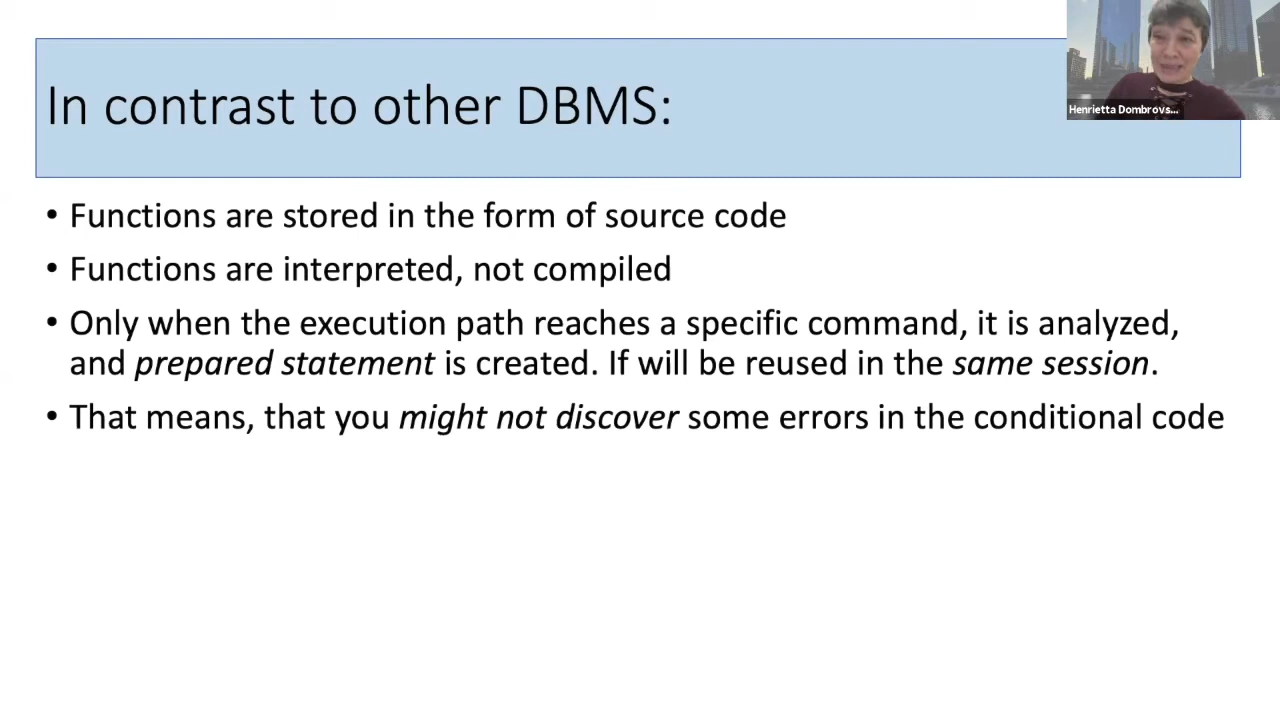 In contrast to other DBMS:
Henrietta Dombrovs...
• Functions are stored in the form of source code
• Functions are interpreted, not compiled
• Only when the execution path reaches a specific command, it is analyzed,
and prepared statement is created. If will be reused in the same session.
• That means, that you might not discover some errors in the conditional code